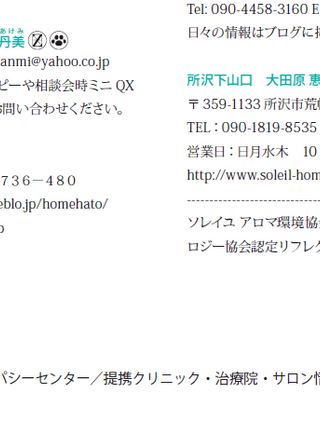 あけみ
丹美 Ⓩ
anmi@yahoo.co.jp
ピーや相談会時ミニ QX
お問い合わせください。
７３６－４８０
eblo.jp/homehato/
p
Tel: 090-4458-3160 E
日々の情報はブログに
所沢下山口　大田原 恵
〒 359-1133 所沢市荒幡
TEL：090-1819-8535
営業日：日月水木　10
http://www.soleil-hom
ソレイユ アロマ環境協
ロジー協会認定リフレク
パシーセンター／提携クリニック・治療院・サロン情